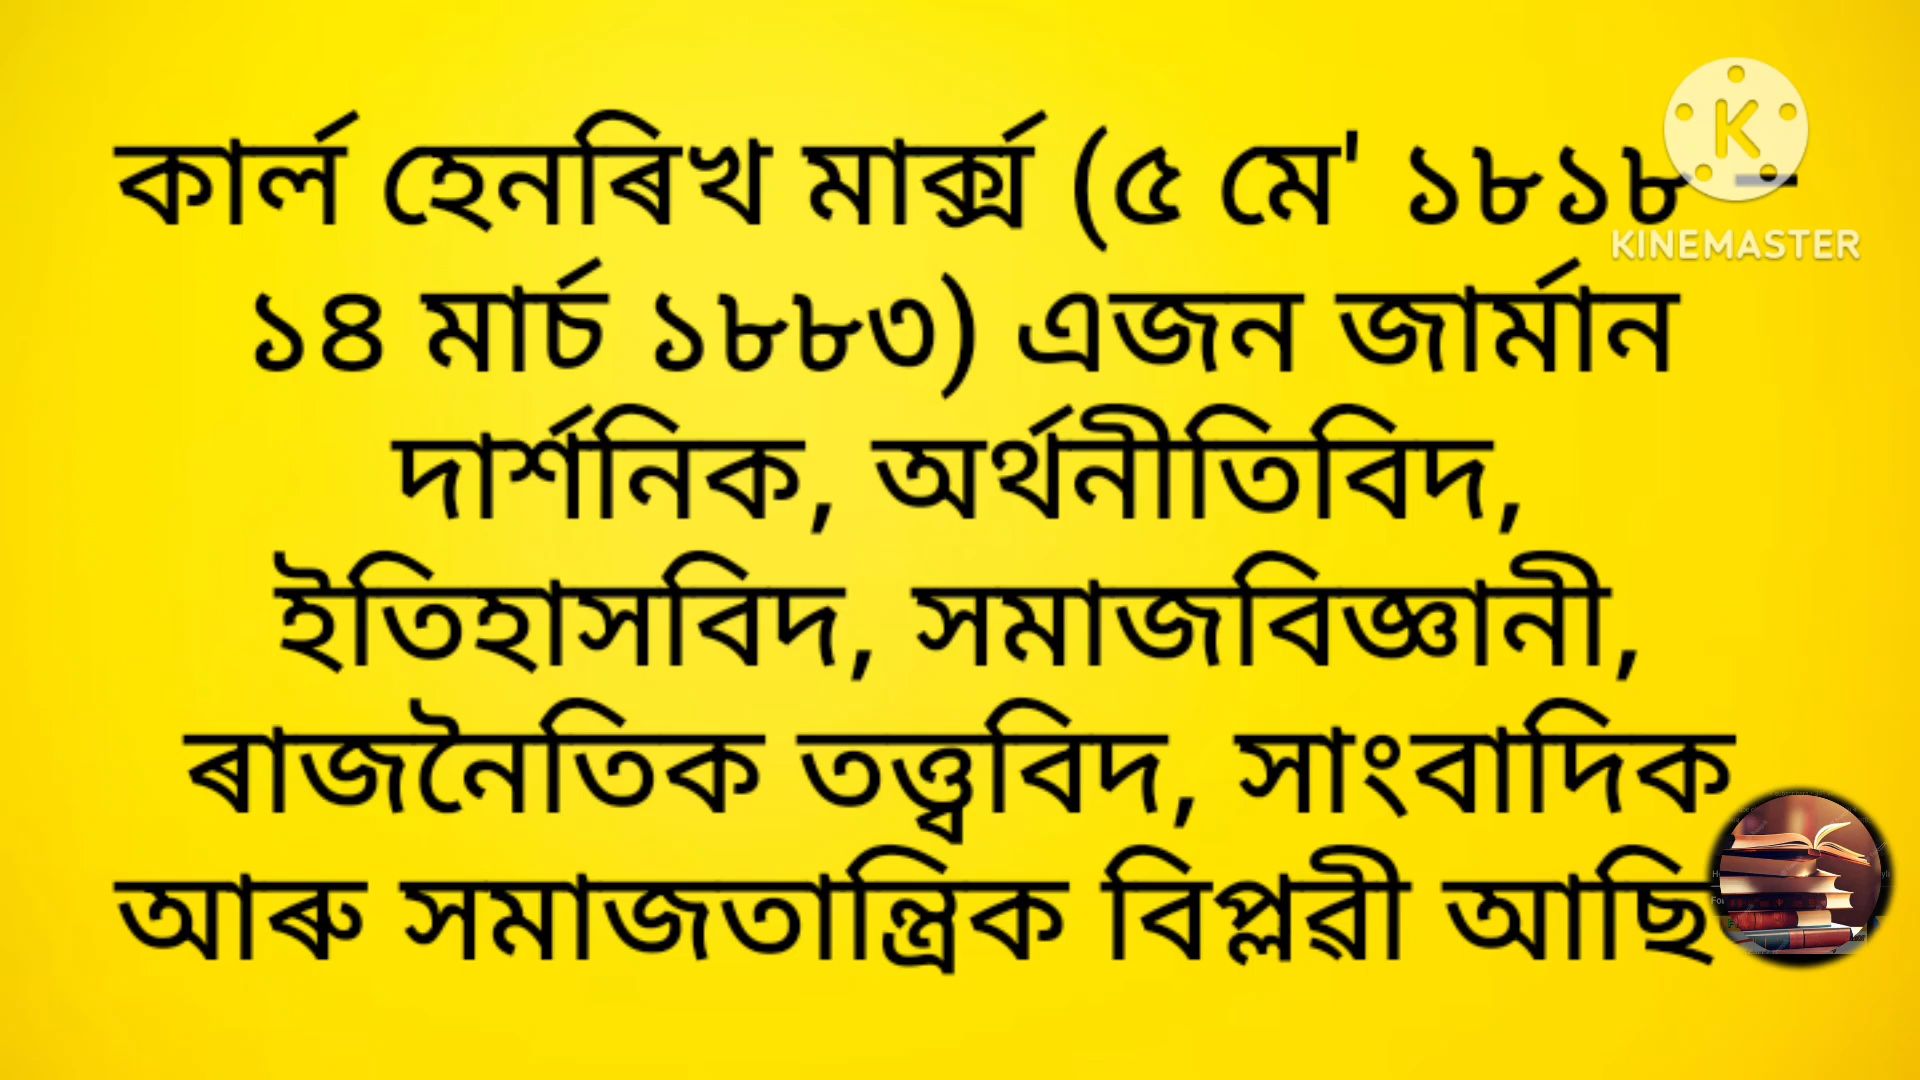 কাৰ্ল হেনৰিখ মাৰ্ক্স (৫ মে' ১৮১৮ –
KINEMASTER
১৪ মাৰ্চ ১৮৮৩) এজন জাৰ্মান
দাৰ্শনিক, অৰ্থনীতিবিদ,
ইতিহাসবিদ, সমাজবিজ্ঞানী,
ৰাজনৈতিক তত্ত্ববিদ, সাংবাদিক
আৰু সমাজতান্ত্ৰিক বিপ্লৱী